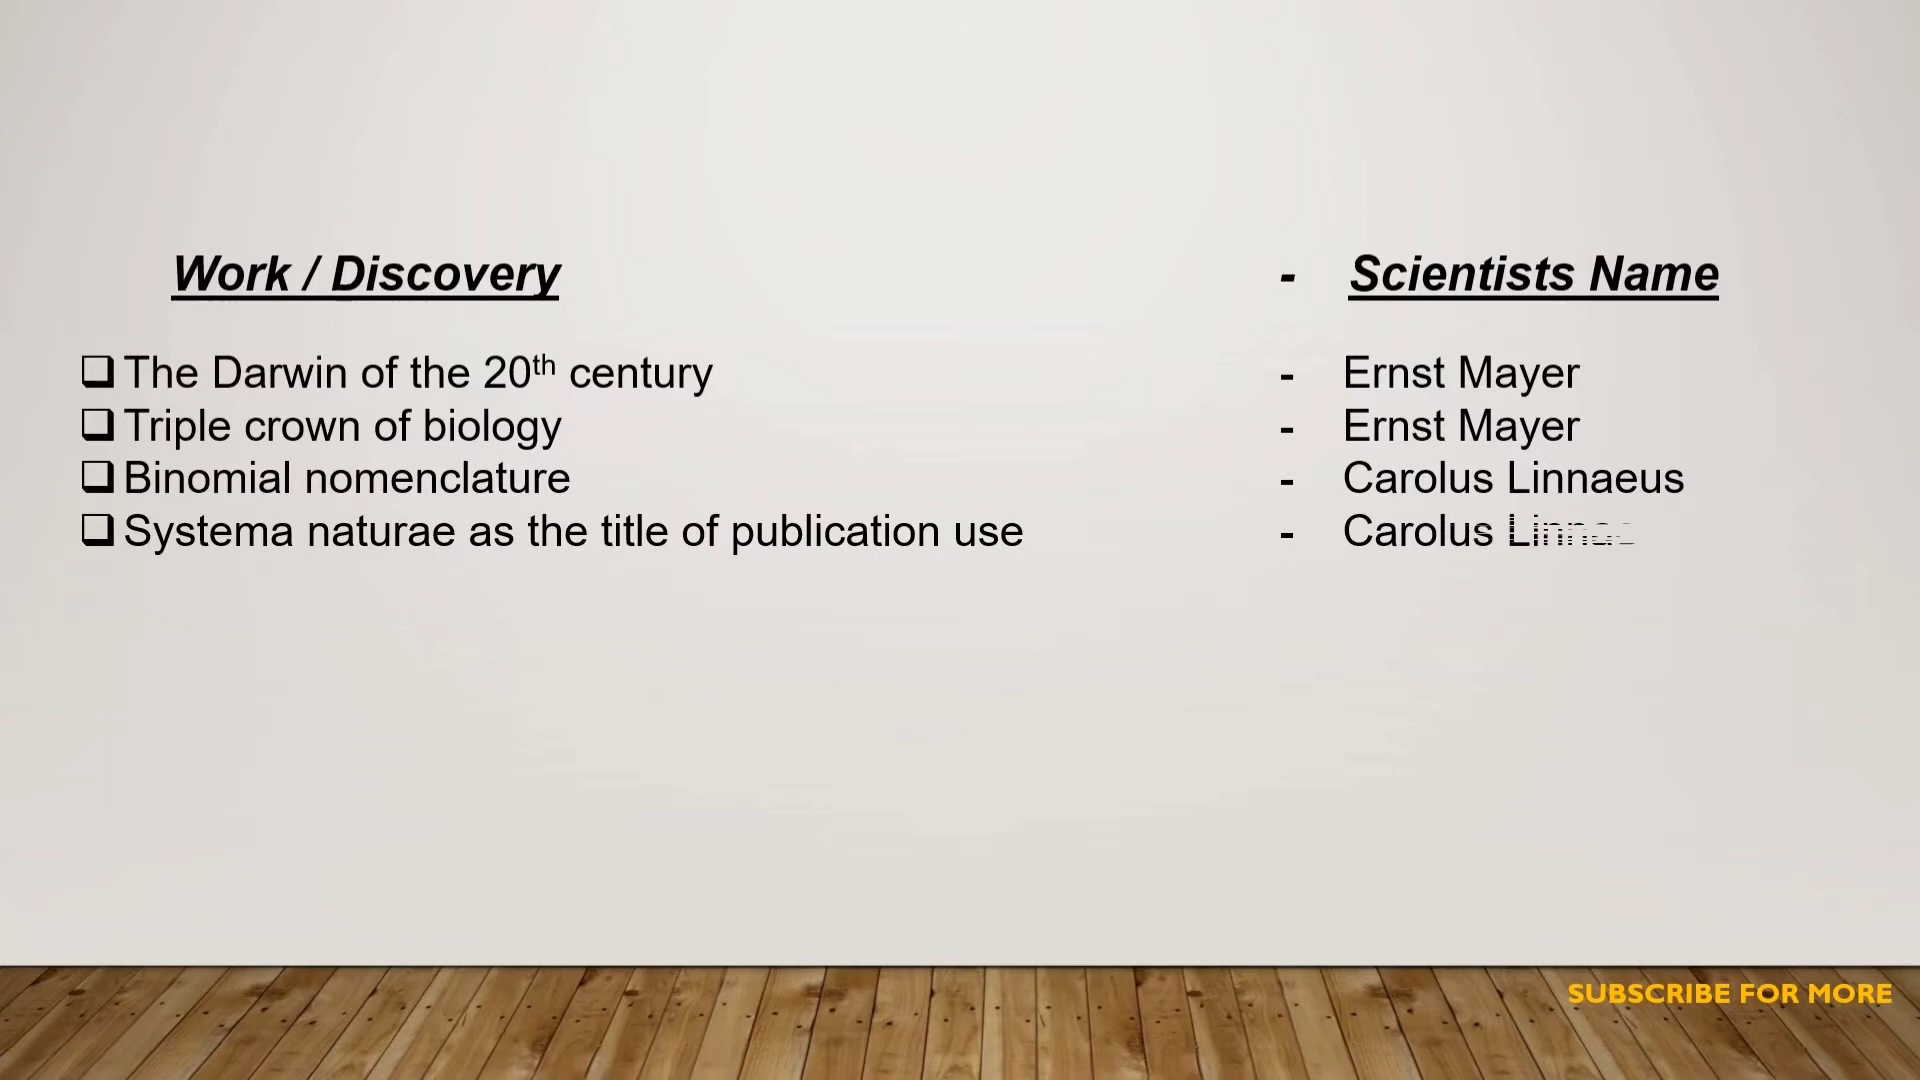 Work / Discovery - Scientists Name
❑ The Darwin of the 20th century - Ernst Mayer
❑ Triple crown of biology - Ernst Mayer
❑ Binomial nomenclature - Carolus Linnaeus
❑ Systema naturae as the title of publication use - Carolus
SUBSCRIBE FOR MORE